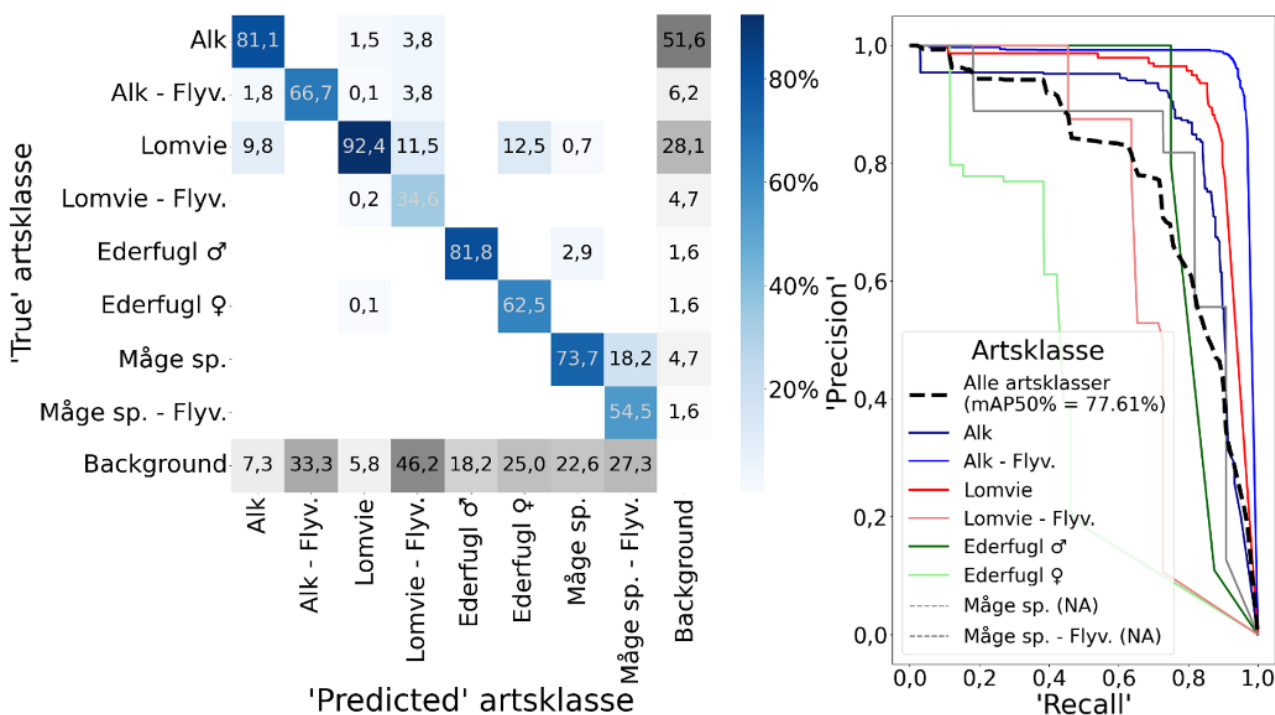 'True' artsklasse
Alk 81,1 1,5 3,8 51,6
Alk - Flyv. 1,8 66,7 0,1 3,8 6,2
Lomvie 9,8 92,4 11,5 12,5 0,7 28,1
Lomvie - Flyv. 0,2 34,6 4,7
Ederfugl ♂ 81,8 2,9 1,6
Ederfugl ♀ 0,1 62,5 1,6
Måge sp. 73,7 18,2 4,7
Måge sp. - Flyv. 54,5 1,6
Background 7,3 33,3 5,8 46,2 18,2 25,0 22,6 27,3
Alk
Alk - Flyv.
Lomvie
Lomvie - Flyv.
Ederfugl ♂
Ederfugl ♀
Måge sp.
Måge sp. - Flyv.
Background
'Predicted' artsklasse
80%
60%
40%
20%
'Precision'
1,0
0,8
0,6
0,4
0,2
0,0
Artsklasse
Alle artsklasser
(mAP50% = 77.61%)
Alk
Alk - Flyv.
Lomvie
Lomvie - Flyv.
Ederfugl ♂
Ederfugl ♀
Måge sp. (NA)
Måge sp. - Flyv. (NA)
0,0 0,2 0,4 0,6 0,8 1,0
'Recall'